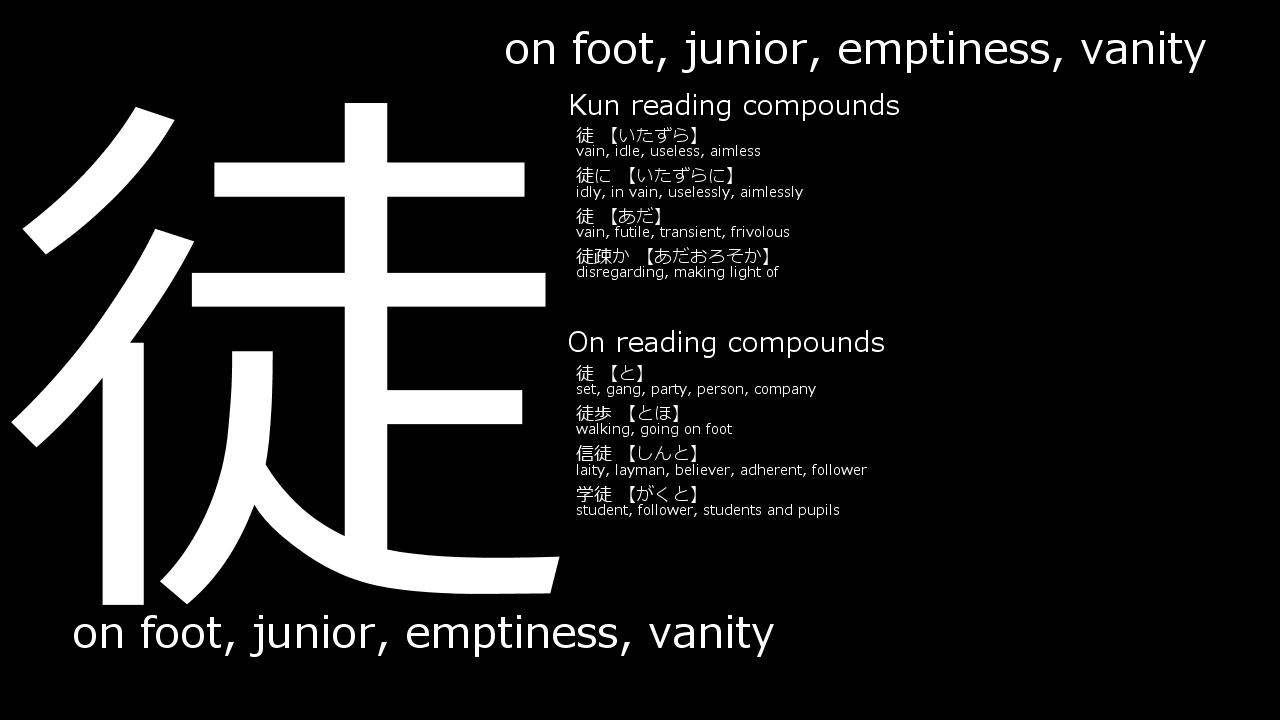 on foot, junior, emptiness, vanity
徒
Kun reading compounds
徒 【いたずら】
vain, idle, useless, aimless
徒に 【いたずらに】
idly, in vain, uselessly, aimlessly
徒 【あだ】
vain, futile, transient, frivolous
徒疎か 【あだおろそか】
disregarding, making light of
On reading compounds
徒 【と】
set, gang, party, person, company
徒歩 【とほ】
walking, going on foot
信徒 【しんと】
laity, layman, believer, adherent, follower
学徒 【がくと】
student, follower, students and pupils
on foot, junior, emptiness, vanity